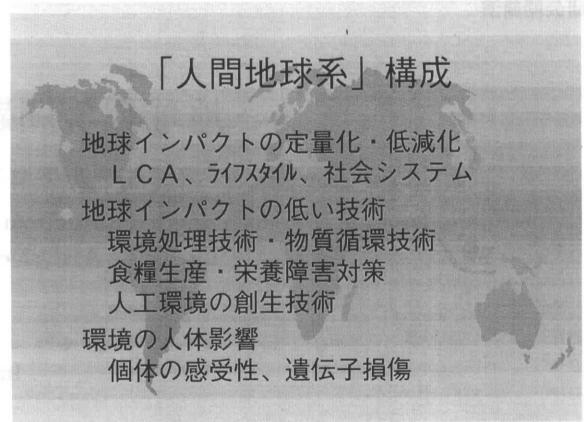 「人間地球系」構成
地球インパクトの定量化・低減化
ＬＣＡ、ﾗｲﾌｽﾀｲﾙ、社会システム
地球インパクトの低い技術
環境処理技術・物質循環技術
食糧生産・栄養障害対策
人工環境の創生技術
環境の人体影響
個体の感受性、遺伝子損傷